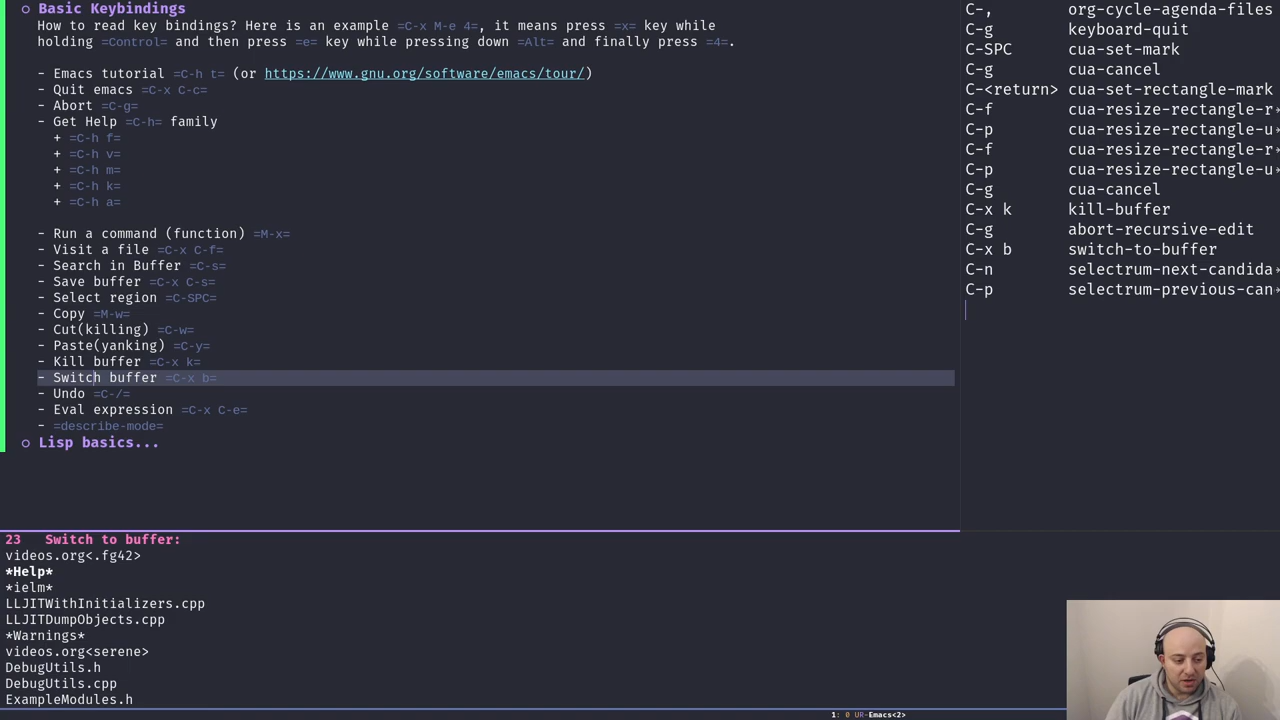 ○ Basic Keybindings
How to read key bindings? Here is an example =C-x M-e 4=, it means press =x= key while
holding =Control= and then press =e= key while pressing down =Alt= and finally press =4=.
- Emacs tutorial =C-h t= (or https://www.gnu.org/software/emacs/tour/)
- Quit emacs =C-x C-c=
- Abort =C-g=
- Get Help =C-h= family
+ =C-h f=
+ =C-h v=
+ =C-h m=
+ =C-h k=
+ =C-h a=
- Run a command (function) =M-x=
- Visit a file =C-x C-f=
- Search in Buffer =C-s=
- Save buffer =C-x C-s=
- Select region =C-SPC=
- Copy =M-w=
- Cut(killing) =C-w=
- Paste(yanking) =C-y=
- Kill buffer =C-x k=
- Switch buffer =C-x b=
- Undo =C-/=
- Eval expression =C-x C-e=
- =describe-mode=
○ Lisp basics...
C-, org-cycle-agenda-files
C-g keyboard-quit
C-SPC cua-set-mark
C-g cua-cancel
C-<return> cua-set-rectangle-mark
C-f cua-resize-rectangle-r
C-p cua-resize-rectangle-u
C-f cua-resize-rectangle-r
C-p cua-resize-rectangle-u
C-g cua-cancel
C-x k kill-buffer
C-g abort-recursive-edit
C-x b switch-to-buffer
C-n selectrum-next-candida
C-p selectrum-previous-can
23 Switch to buffer:
videos.org<.fg42>
*Help*
*ielm*
LLJITWithInitializers.cpp
LLJITDumpObjects.cpp
*Warnings*
videos.org<serene>
DebugUtils.h
DebugUtils.cpp
ExampleModules.h
1: 0 UR-Emacs<2>